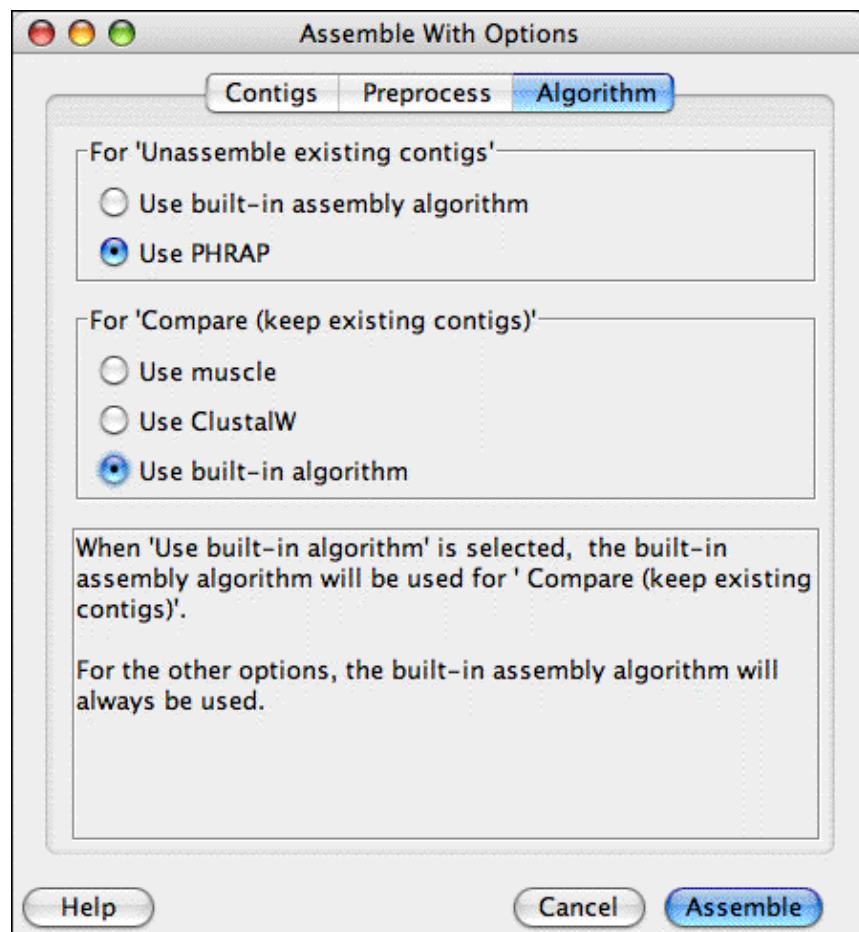 Assemble With Options
Contigs Preprocess Algorithm
For 'Unassemble existing contigs'
Use built-in assembly algorithm
Use PHRAP
For 'Compare (keep existing contigs)'
Use muscle
Use ClustalW
Use built-in algorithm
When 'Use built-in algorithm' is selected,  the built-in
assembly algorithm will be used for ' Compare (keep existing
contigs)'.
For the other options, the built-in assembly algorithm will
always be used.
Help Cancel Assemble